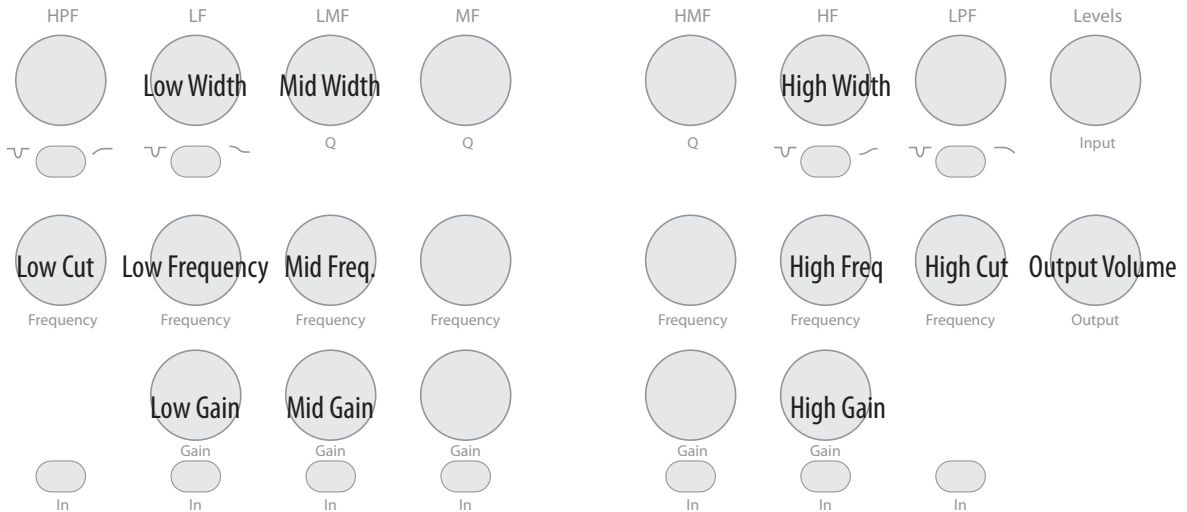 HPF LF LMF MF HMF HF LPF Levels
Low Width Mid Width High Width
Q Q Q Input
Low Cut Low Frequency Mid Freq. High Freq High Cut Output Volume
Frequency Frequency Frequency Frequency Frequency Frequency Frequency Output
Low Gain Mid Gain High Gain
Gain Gain Gain Gain Gain
In In In In In In In